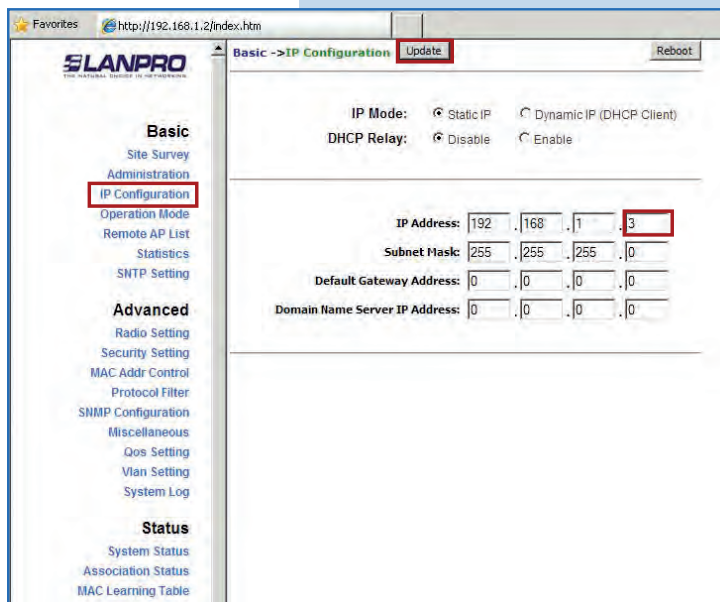 Favorites http://192.168.1.2/index.htm
LANPRO
THE NATURAL CHOICE IN NETWORKING
Basic
Site Survey
Administration
IP Configuration
Operation Mode
Remote AP List
Statistics
SNTP Setting
Advanced
Radio Setting
Security Setting
MAC Addr Control
Protocol Filter
SNMP Configuration
Miscellaneous
Qos Setting
Vlan Setting
System Log
Status
System Status
Association Status
MAC Learning Table
Basic ->IP Configuration Update Reboot
IP Mode: Static IP Dynamic IP (DHCP Client)
DHCP Relay: Disable Enable
IP Address: 192 . 168 . 1 . 3
Subnet Mask: 255 . 255 . 255 . 0
Default Gateway Address: 0 . 0 . 0 . 0
Domain Name Server IP Address: 0 . 0 . 0 . 0